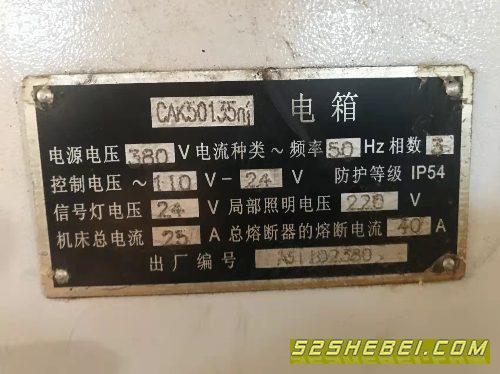 CAK50135nj 电箱
电源电压 380 V 电流种类～频率 50 Hz 相数 3
控制电压～110 V－24 V 防护等级 IP54
信号灯电压 24 V 局部照明电压 220 V
机床总电流 25 A 总熔断器的熔断电流 40 A
出厂编号
52SHEBEI.COM